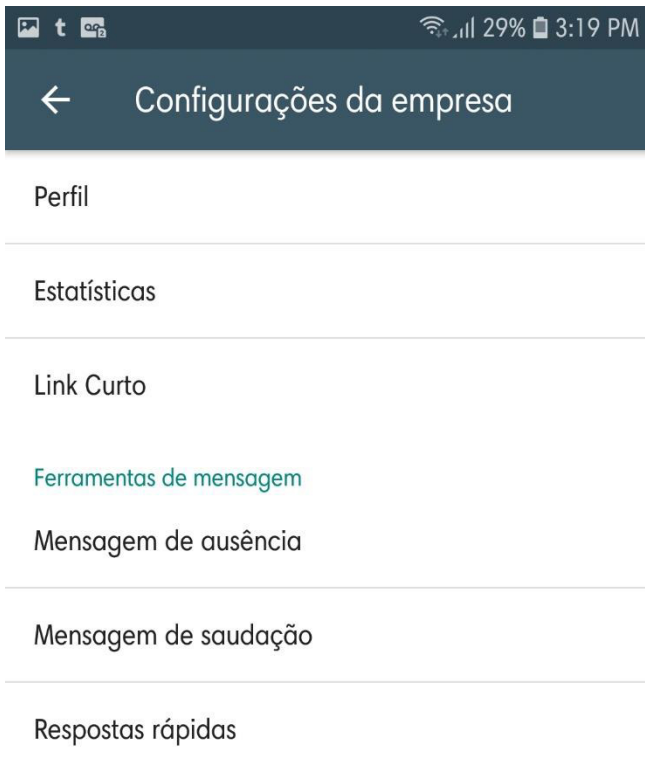 t 29% 3:19 PM
Configurações da empresa
Perfil
Estatísticas
Link Curto
Ferramentas de mensagem
Mensagem de ausência
Mensagem de saudação
Respostas rápidas